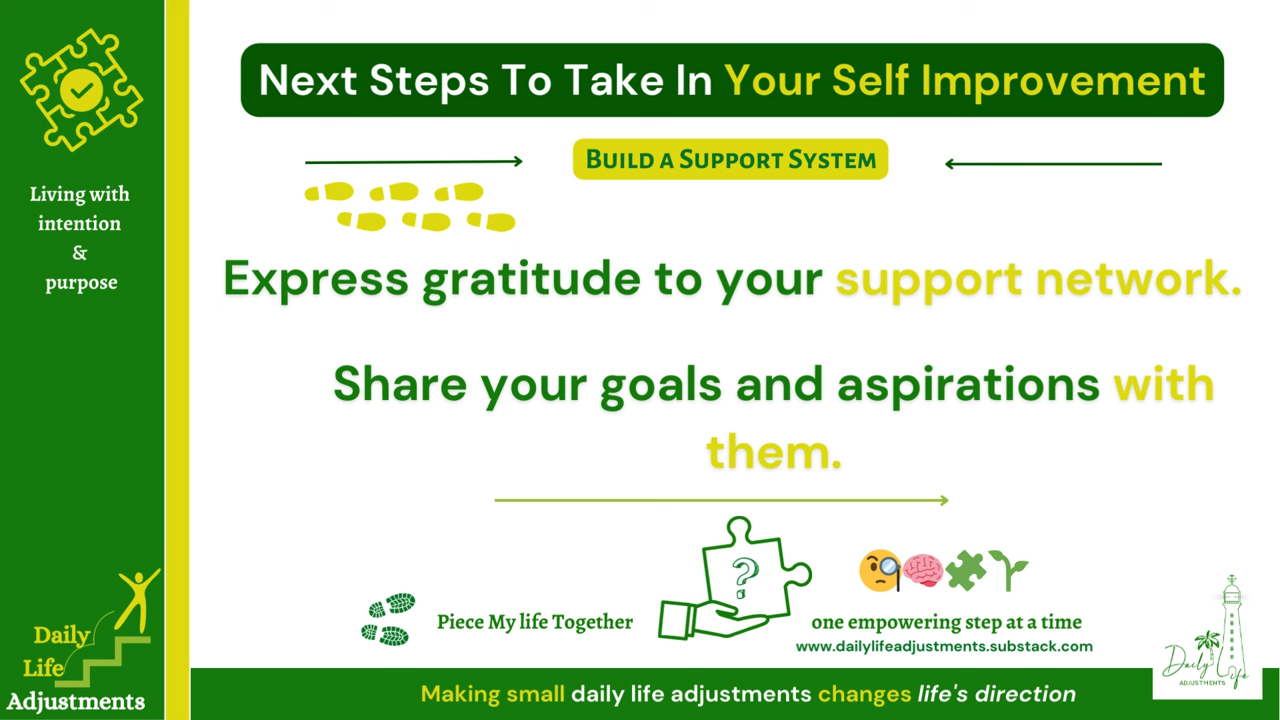 Next Steps To Take In Your Self Improvement
Build a Support System
Living with
intention
&
purpose
Express gratitude to your support network.
Share your goals and aspirations with
them.
?
Piece My life Together
one empowering step at a time
www.dailylifeadjustments.substack.com
Daily
Life
Adjustments
Daily Life
ADJUSTMENTS
Making small daily life adjustments changes life's direction